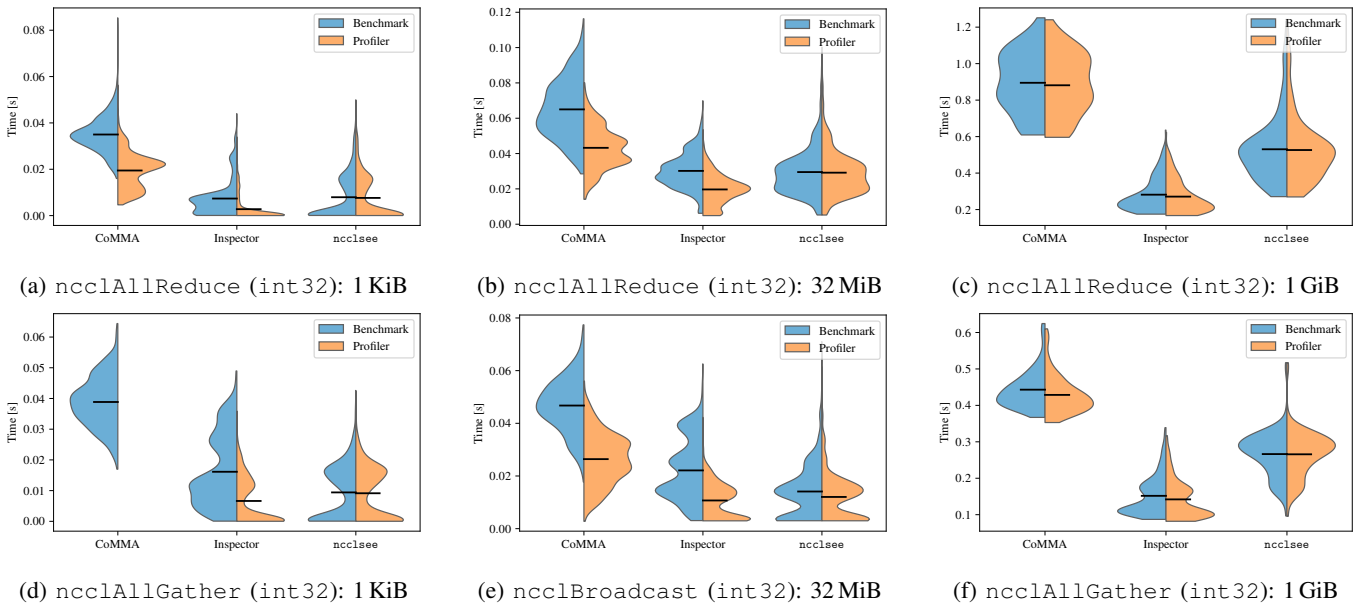 0.08
0.06
0.04
0.02
0.00
Time [s]
Benchmark
Profiler
CoMMA Inspector ncclsee
(a) ncclAllReduce (int32): 1 KiB
0.12
0.10
0.08
0.06
0.04
0.02
0.00
Time [s]
Benchmark
Profiler
CoMMA Inspector ncclsee
(b) ncclAllReduce (int32): 32 MiB
1.2
1.0
0.8
0.6
0.4
0.2
Time [s]
Benchmark
Profiler
CoMMA Inspector ncclsee
(c) ncclAllReduce (int32): 1 GiB
0.06
0.05
0.04
0.03
0.02
0.01
0.00
Time [s]
Benchmark
Profiler
CoMMA Inspector ncclsee
(d) ncclAllGather (int32): 1 KiB
0.08
0.06
0.04
0.02
0.00
Time [s]
Benchmark
Profiler
CoMMA Inspector ncclsee
(e) ncclBroadcast (int32): 32 MiB
0.6
0.5
0.4
0.3
0.2
0.1
Time [s]
Benchmark
Profiler
CoMMA Inspector ncclsee
(f) ncclAllGather (int32): 1 GiB